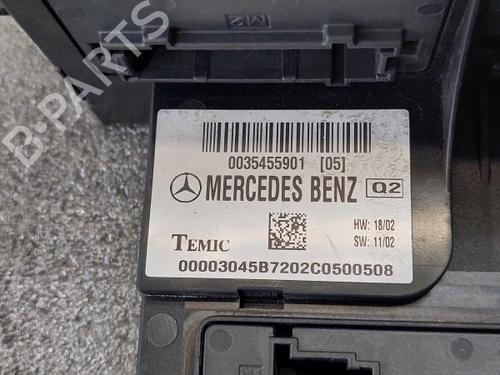 M2
B-PARTS
0035455901 [05]
MERCEDES BENZ Q2
HW: 18/02
SW: 11/02
TEMIC
00003045B7202C0500508